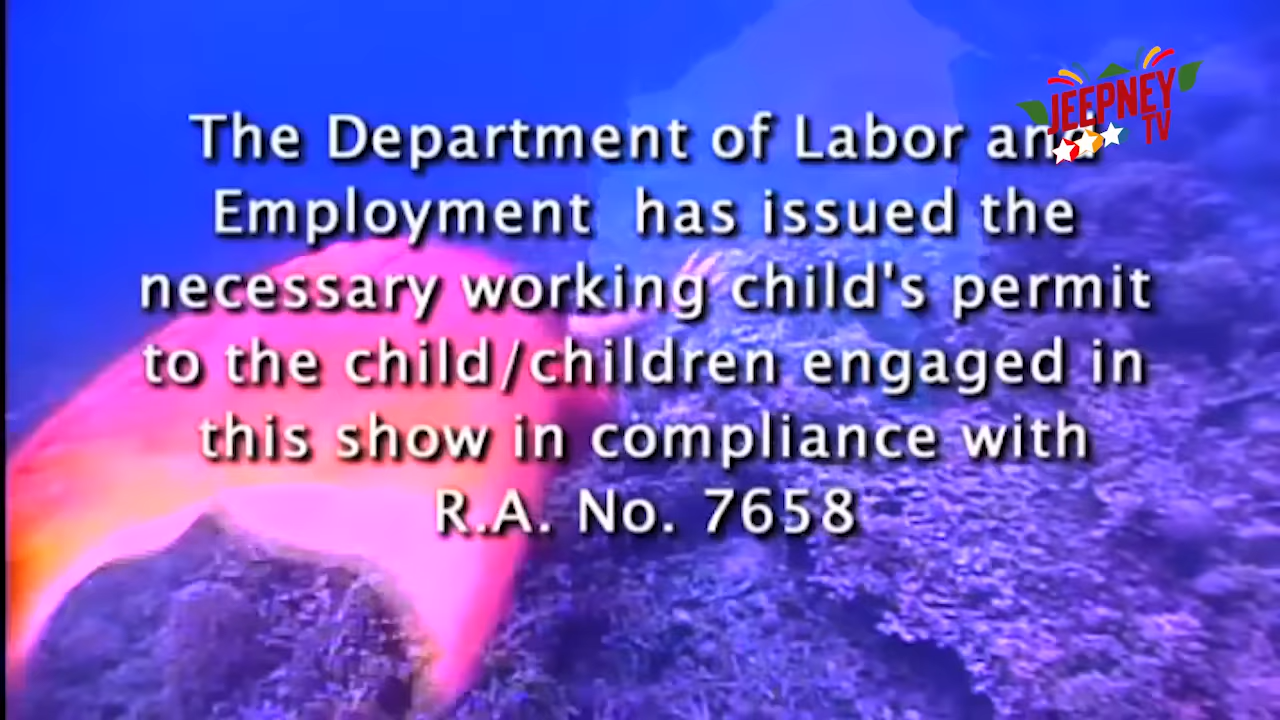 The Department of Labor and
Employment has issued the
necessary working child's permit
to the child/children engaged in
this show in compliance with
R.A. No. 7658
JEEPNEY
TV